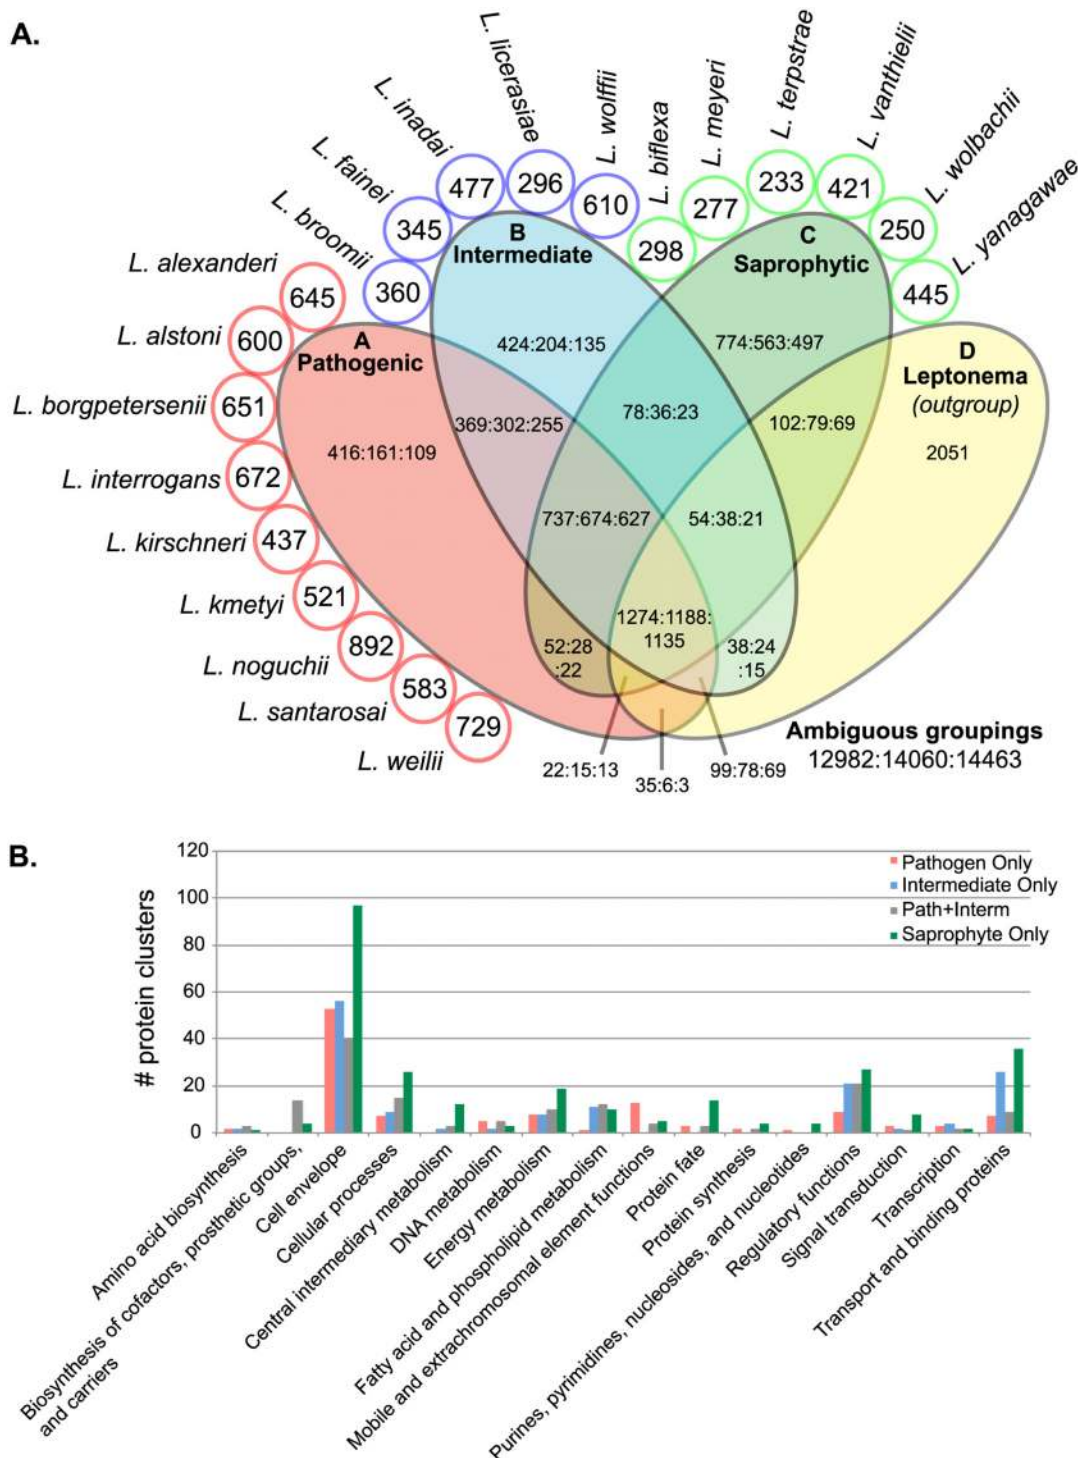 A.
L. alexanderi
L. alstoni
L. borgpetersenii
L. interrogans
L. kirschneri
L. kmetyi
L. noguchii
L. santarosai
L. weilii
L. broomii
L. fainei
L. inadai
L. licerasiae
L. wolffii
L. biflexa
L. meyeri
L. terpstrae
L. vanthielii
L. wolbachii
L. yanagawae
645
600
651
672
437
521
892
583
729
360
345
477
296
610
298
277
233
421
250
445
A
Pathogenic
416:161:109
B
Intermediate
424:204:135
C
Saprophytic
774:563:497
D
Leptonema
(outgroup)
2051
369:302:255
78:36:23
102:79:69
737:674:627
54:38:21
1274:1188:
1135
52:28
:22
38:24
:15
22:15:13
35:6:3
99:78:69
Ambiguous groupings
12982:14060:14463
B.
# protein clusters
120
100
80
60
40
20
0
Pathogen Only
Intermediate Only
Path+Interm
Saprophyte Only
Amino acid biosynthesis
Biosynthesis of cofactors, prosthetic groups,
and carriers
Cell envelope
Cellular processes
Central intermediary metabolism
DNA metabolism
Energy metabolism
Fatty acid and phospholipid metabolism
Mobile and extrachromosomal element functions
Protein fate
Protein synthesis
Purines, pyrimidines, nucleosides, and nucleotides
Regulatory functions
Signal transduction
Transcription
Transport and binding proteins